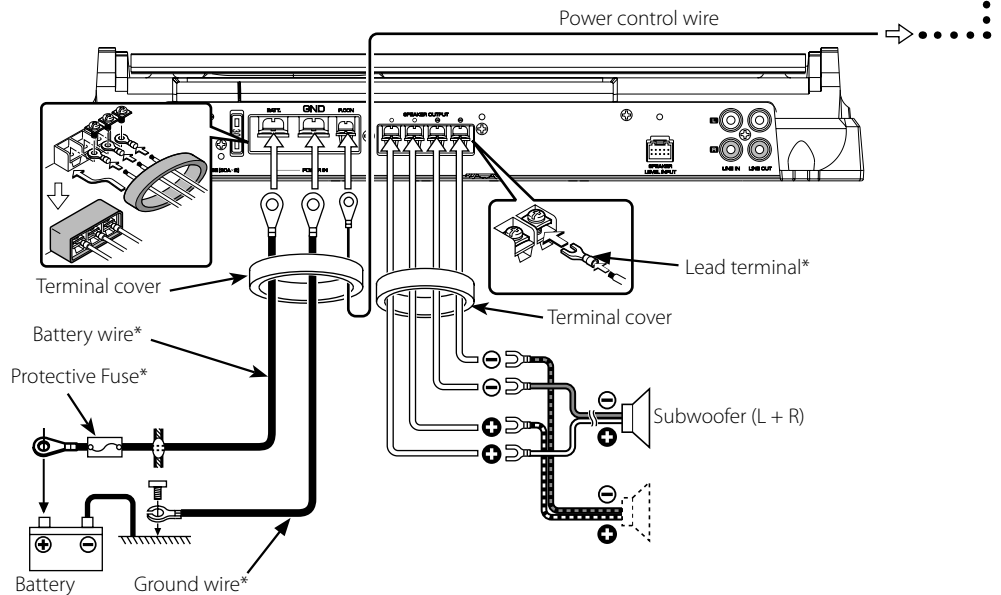 Power control wire
BATT. GND P.CON
SPEAKER OUTPUT
POWER IN
SPEAKER
LEVEL INPUT
L
R
LINE IN LINE OUT
Lead terminal*
Terminal cover
Terminal cover
Battery wire*
Protective Fuse*
Subwoofer (L + R)
Battery
Ground wire*